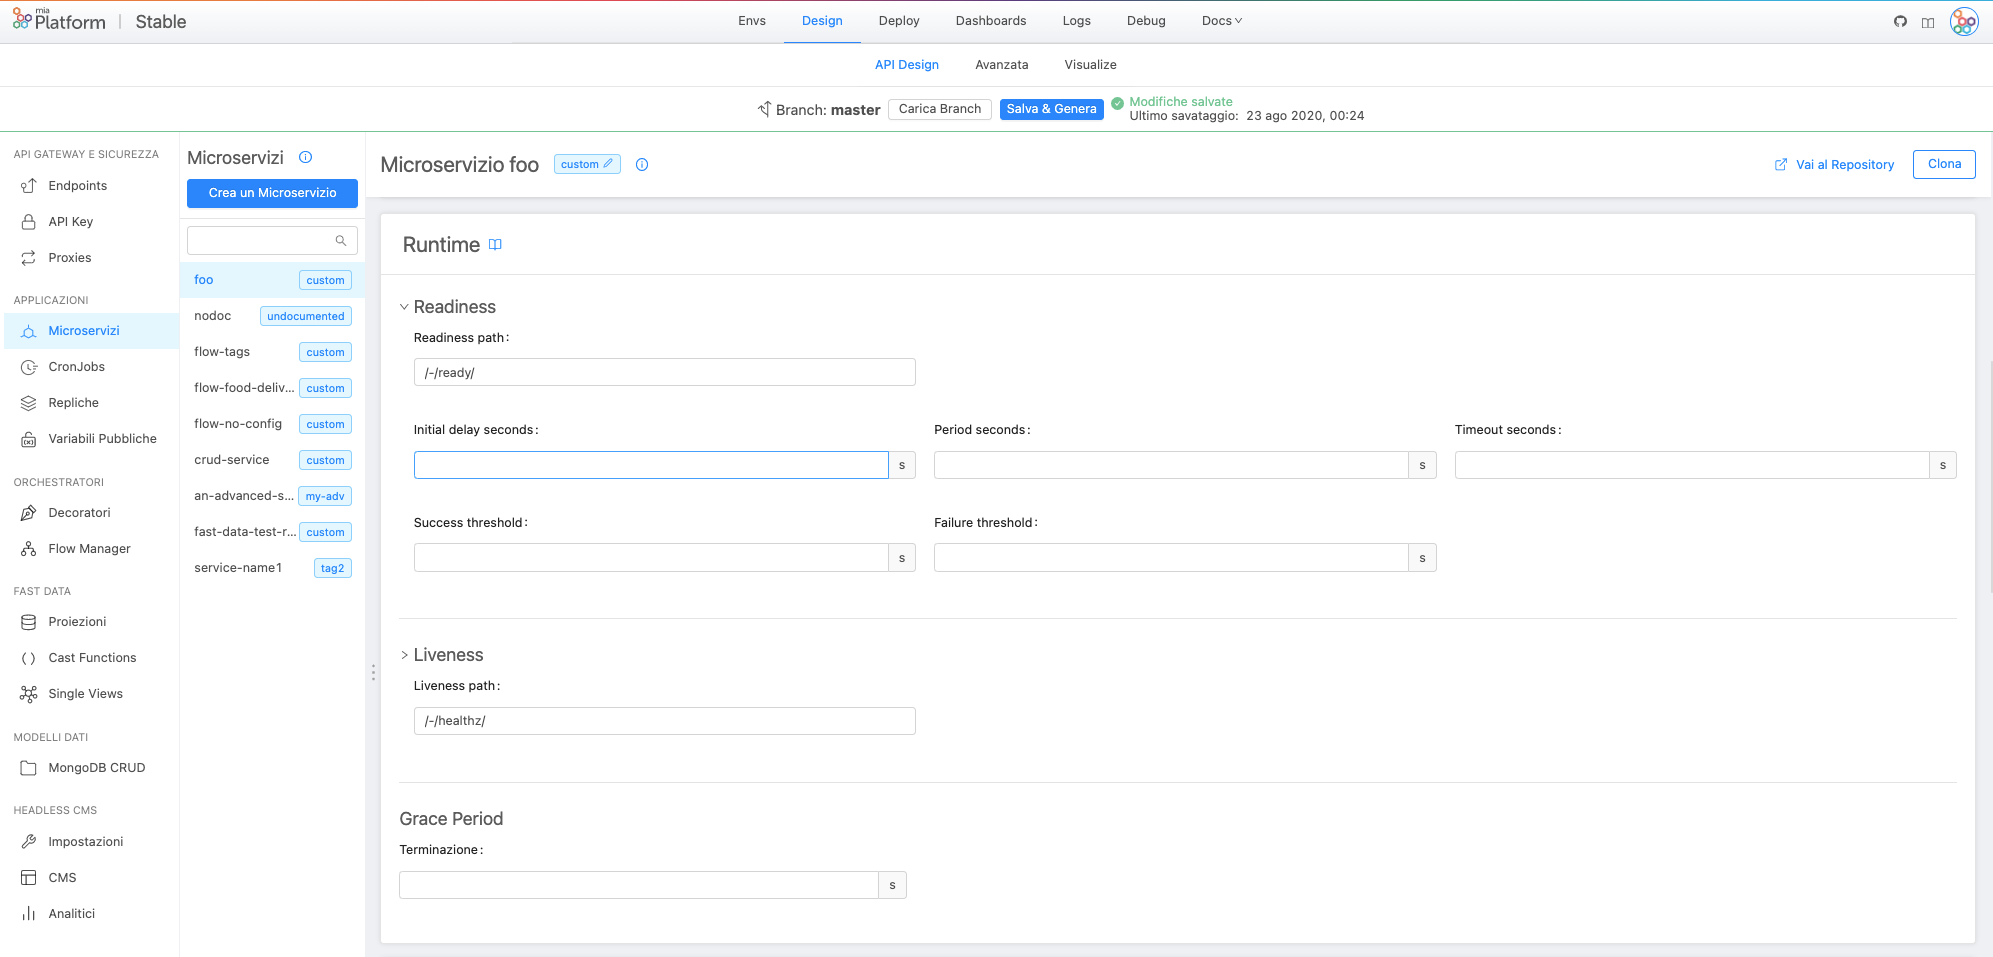 mia
Platform
Stable
Envs
Design
Deploy
Dashboards
Logs
Debug
Docs
API Design
Avanzata
Visualize
Branch: master
Carica Branch
Salva & Genera
Modifiche salvate
Ultimo savataggio: 23 ago 2020, 00:24
API GATEWAY E SICUREZZA
Endpoints
API Key
Proxies
APPLICAZIONI
Microservizi
CronJobs
Repliche
Variabili Pubbliche
ORCHESTRATORI
Decoratori
Flow Manager
FAST DATA
Proiezioni
Cast Functions
Single Views
MODELLI DATI
MongoDB CRUD
HEADLESS CMS
Impostazioni
CMS
Analitici
Microservizi
Crea un Microservizio
foo custom
nodoc undocumented
flow-tags custom
flow-food-deliv... custom
flow-no-config custom
crud-service custom
an-advanced-s... my-adv
fast-data-test-r... custom
service-name1 tag2
Microservizio foo custom
Vai al Repository
Clona
Runtime
Readiness
Readiness path:
/-/ready/
Initial delay seconds: Period seconds: Timeout seconds:
s s s
Success threshold: Failure threshold:
s s
Liveness
Liveness path:
/-/healthz/
Grace Period
Terminazione:
s